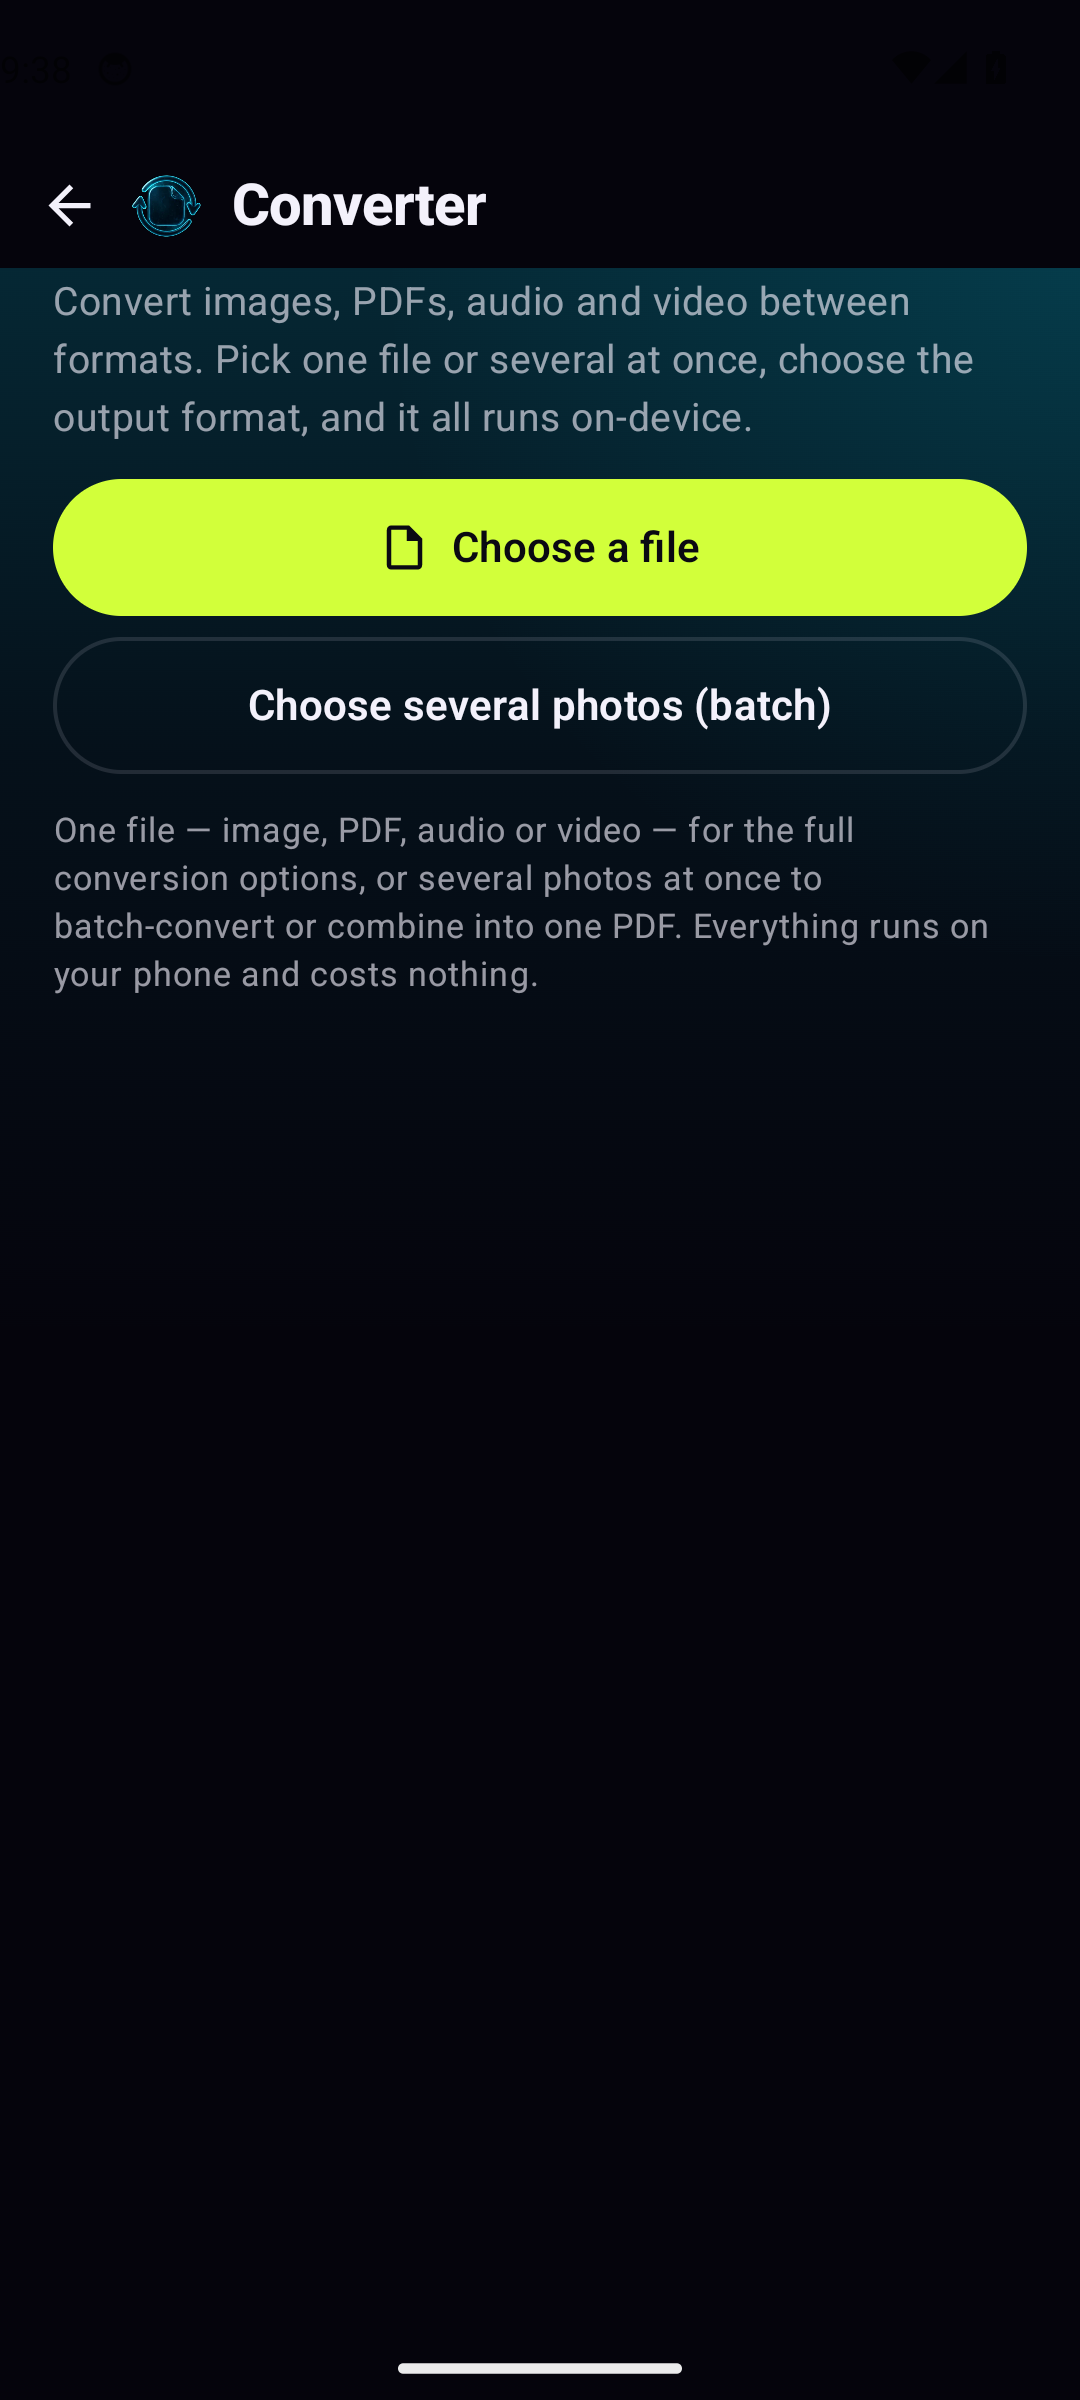 9:38
Converter
Convert images, PDFs, audio and video between
formats. Pick one file or several at once, choose the
output format, and it all runs on-device.
Choose a file
Choose several photos (batch)
One file — image, PDF, audio or video — for the full
conversion options, or several photos at once to
batch-convert or combine into one PDF. Everything runs on
your phone and costs nothing.